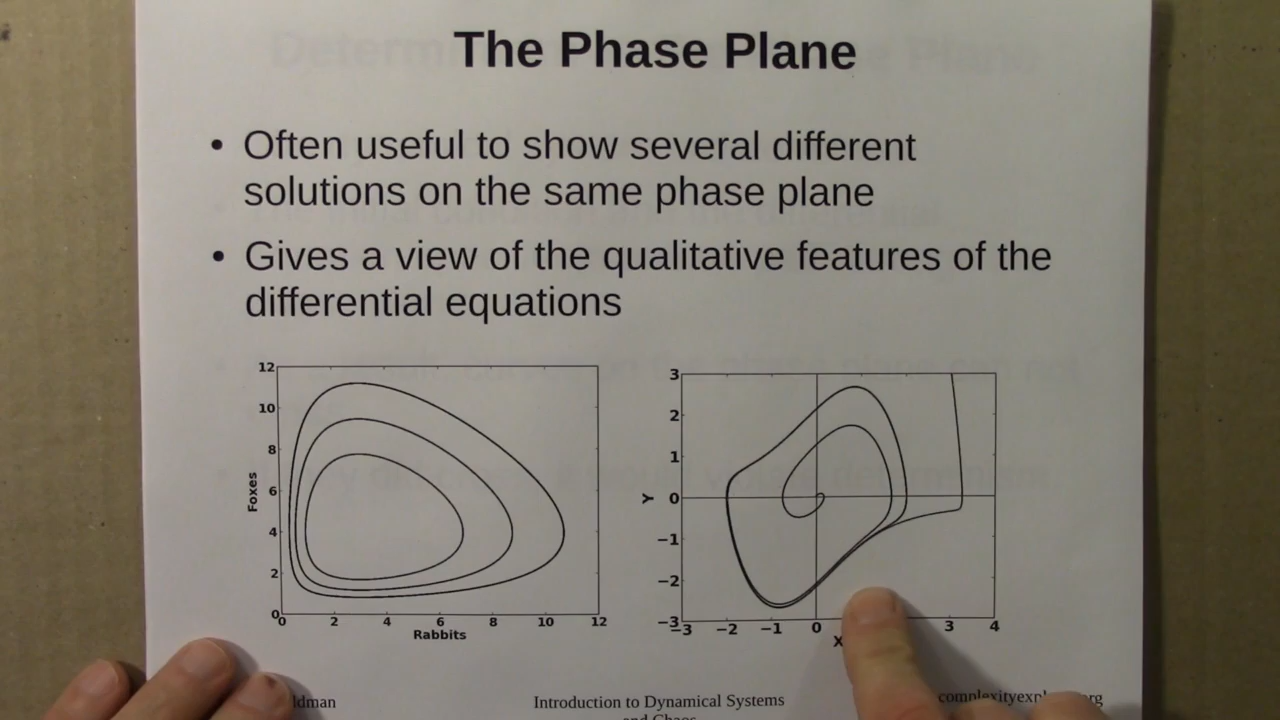 The Phase Plane
• Often useful to show several different
solutions on the same phase plane
• Gives a view of the qualitative features of the
differential equations
12
10
8
6
4
2
0
Foxes
0 2 4 6 8 10 12
Rabbits
3
2
1
0
−1
−2
−3
Y
−3 −2 −1 0 3 4
X
ldman
Introduction to Dynamical Systems
and Chaos